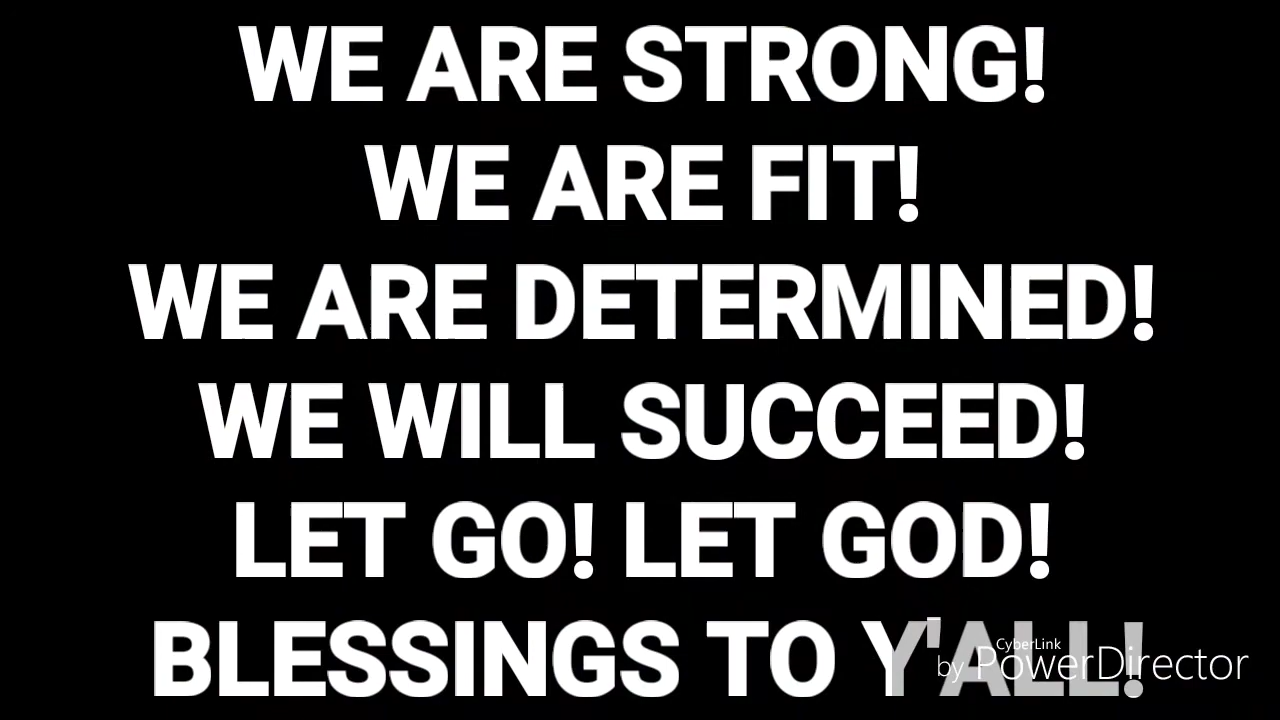 WE ARE STRONG!
WE ARE FIT!
WE ARE DETERMINED!
WE WILL SUCCEED!
LET GO! LET GOD!
BLESSINGS TO Y'ALL!
CyberLink
by PowerDirector